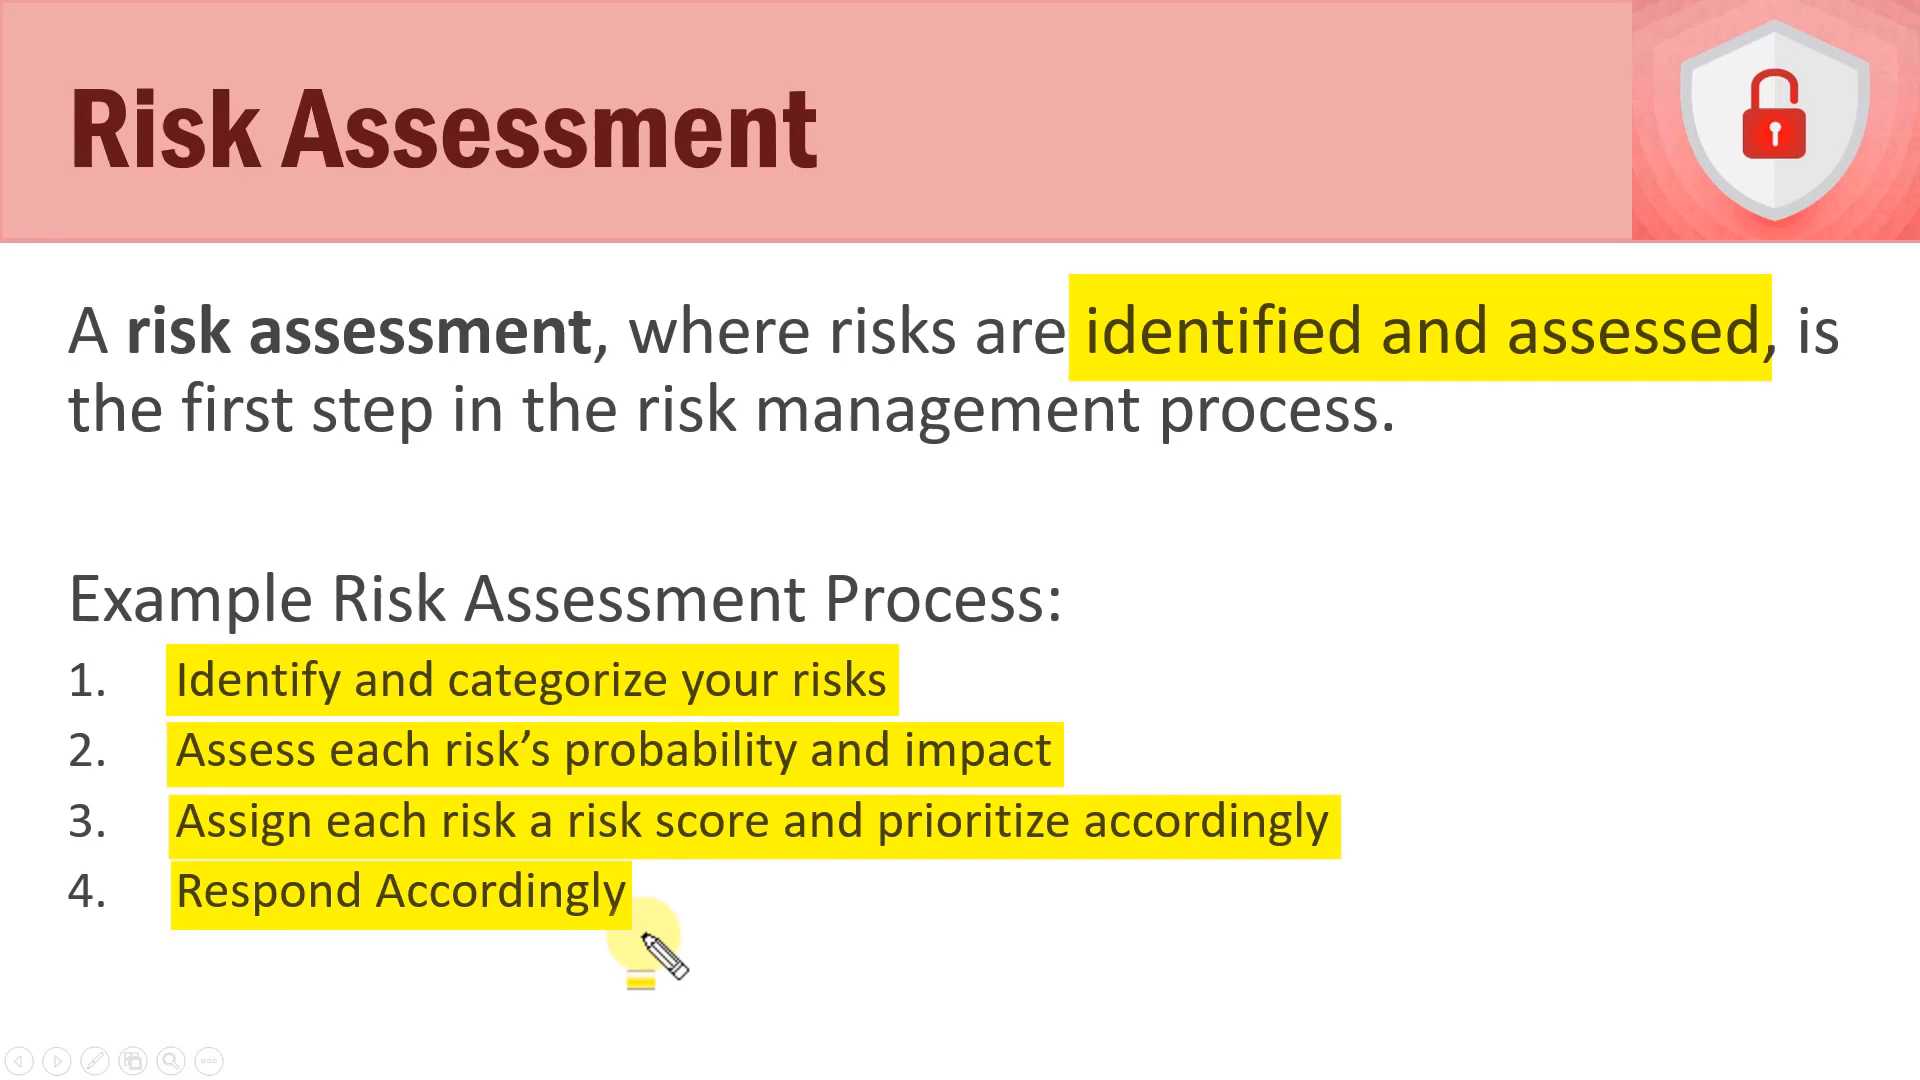 Risk Assessment
A risk assessment, where risks are identified and assessed, is
the first step in the risk management process.
Example Risk Assessment Process:
1. Identify and categorize your risks
2. Assess each risk’s probability and impact
3. Assign each risk a risk score and prioritize accordingly
4. Respond Accordingly